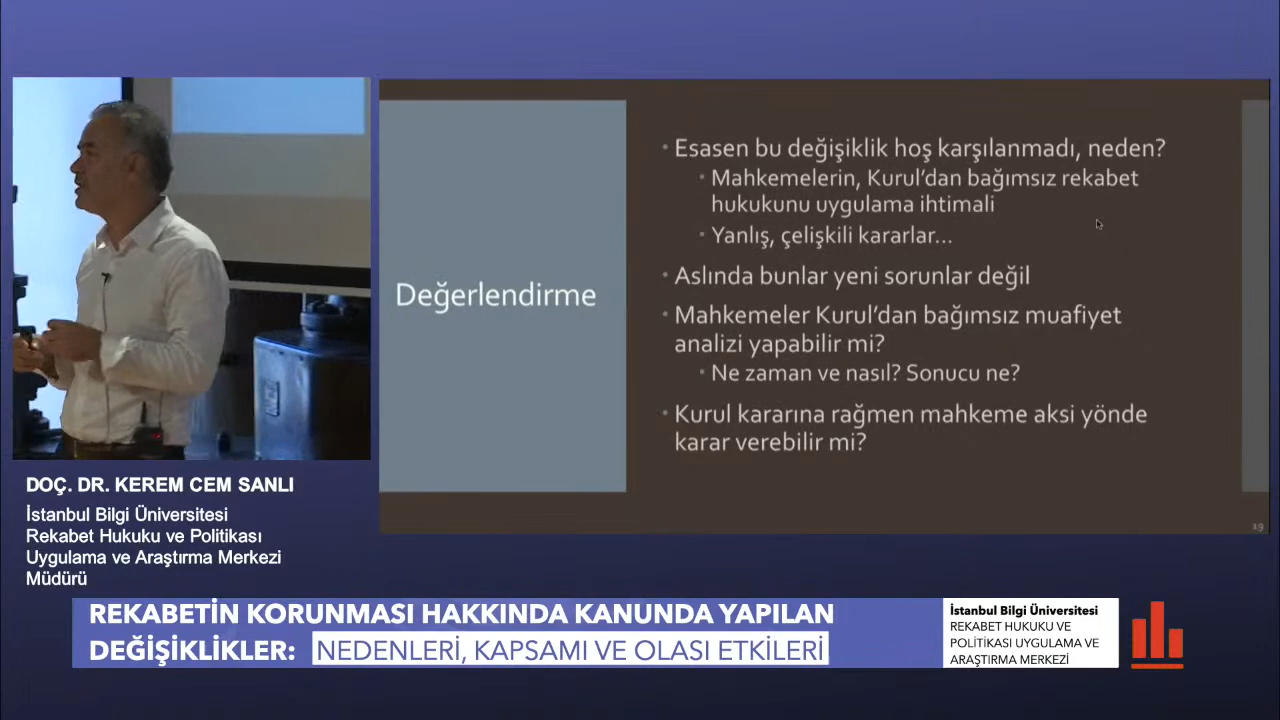 Değerlendirme
Esasen bu değişiklik hoş karşılanmadı, neden?
Mahkemelerin, Kurul’dan bağımsız rekabet
hukukunu uygulama ihtimali
Yanlış, çelişkili kararlar...
Aslında bunlar yeni sorunlar değil
Mahkemeler Kurul’dan bağımsız muafiyet
analizi yapabilir mi?
Ne zaman ve nasıl? Sonucu ne?
Kurul kararına rağmen mahkeme aksi yönde
karar verebilir mi?
19
DOÇ. DR. KEREM CEM SANLI
İstanbul Bilgi Üniversitesi
Rekabet Hukuku ve Politikası
Uygulama ve Araştırma Merkezi
Müdürü
REKABETİN KORUNMASI HAKKINDA KANUNDA YAPILAN
DEĞİŞİKLİKLER: NEDENLERİ, KAPSAMI VE OLASI ETKİLERİ
İstanbul Bilgi Üniversitesi
REKABET HUKUKU VE
POLİTİKASI UYGULAMA VE
ARAŞTIRMA MERKEZİ